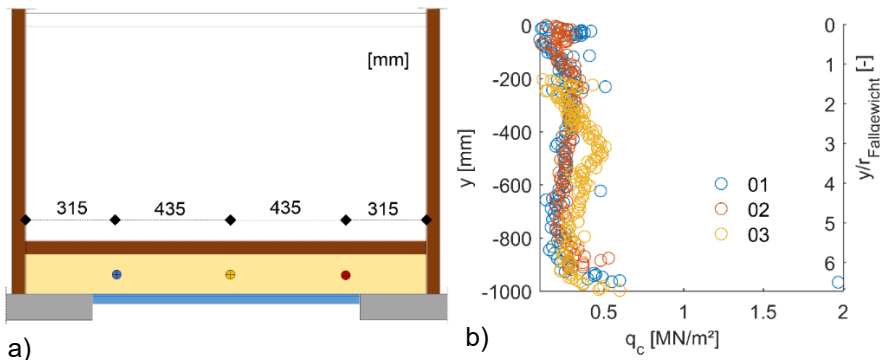 [mm]
315 435 435 315
a)
0
-200
-400
-600
-800
-1000
y [mm]
0.5 1 1.5 2
q_c [MN/m²]
01
02
03
0
1
2
3
4
5
6
y/r_Fallgewicht [-]
b)